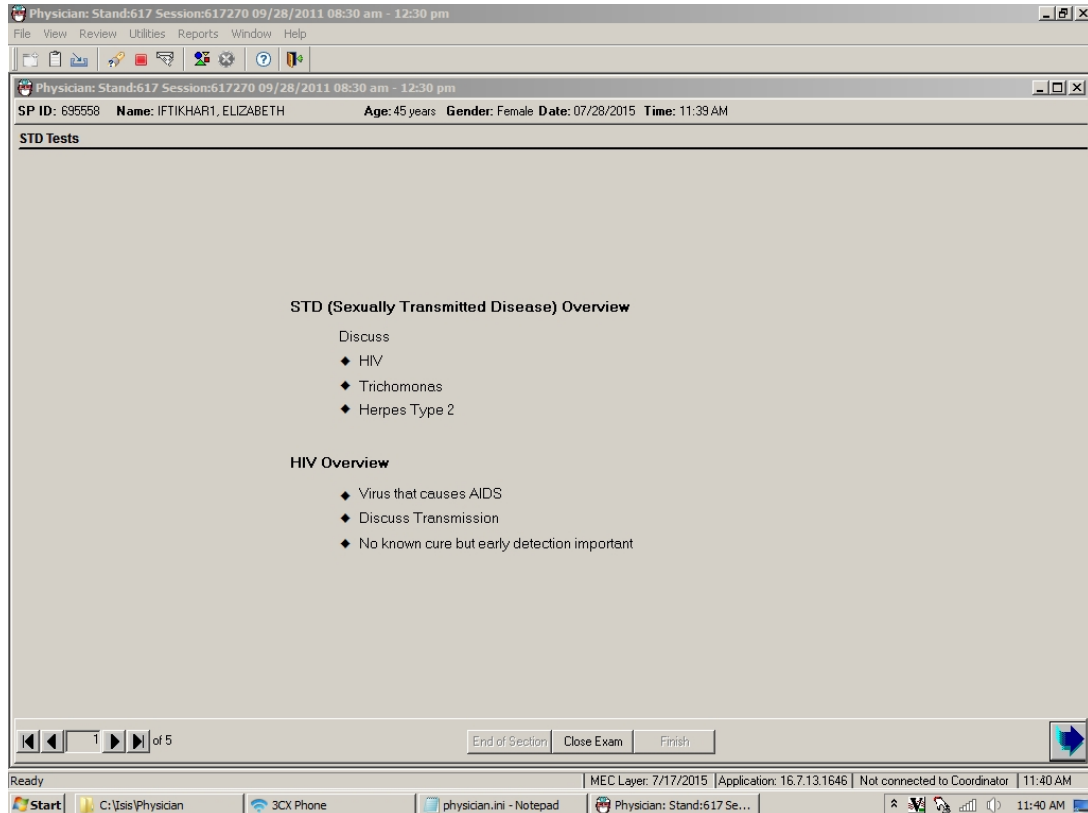 Physician: Stand:617 Session:617270 09/28/2011 08:30 am - 12:30 pm
File View Review Utilities Reports Window Help
Physician: Stand:617 Session:617270 09/28/2011 08:30 am - 12:30 pm
SP ID: 695558 Name: IFTIKHAR1, ELIZABETH Age: 45 years Gender: Female Date: 07/28/2015 Time: 11:39 AM
STD Tests
STD (Sexually Transmitted Disease) Overview
Discuss
◆ HIV
◆ Trichomonas
◆ Herpes Type 2
HIV Overview
◆ Virus that causes AIDS
◆ Discuss Transmission
◆ No known cure but early detection important
1 of 5 End of Section Close Exam Finish
Ready MEC Layer: 7/17/2015 Application: 16.7.13.1646 Not connected to Coordinator 11:40 AM
Start C:\Isis\Physician 3CX Phone physician.ini - Notepad Physician: Stand:617 Se... 11:40 AM